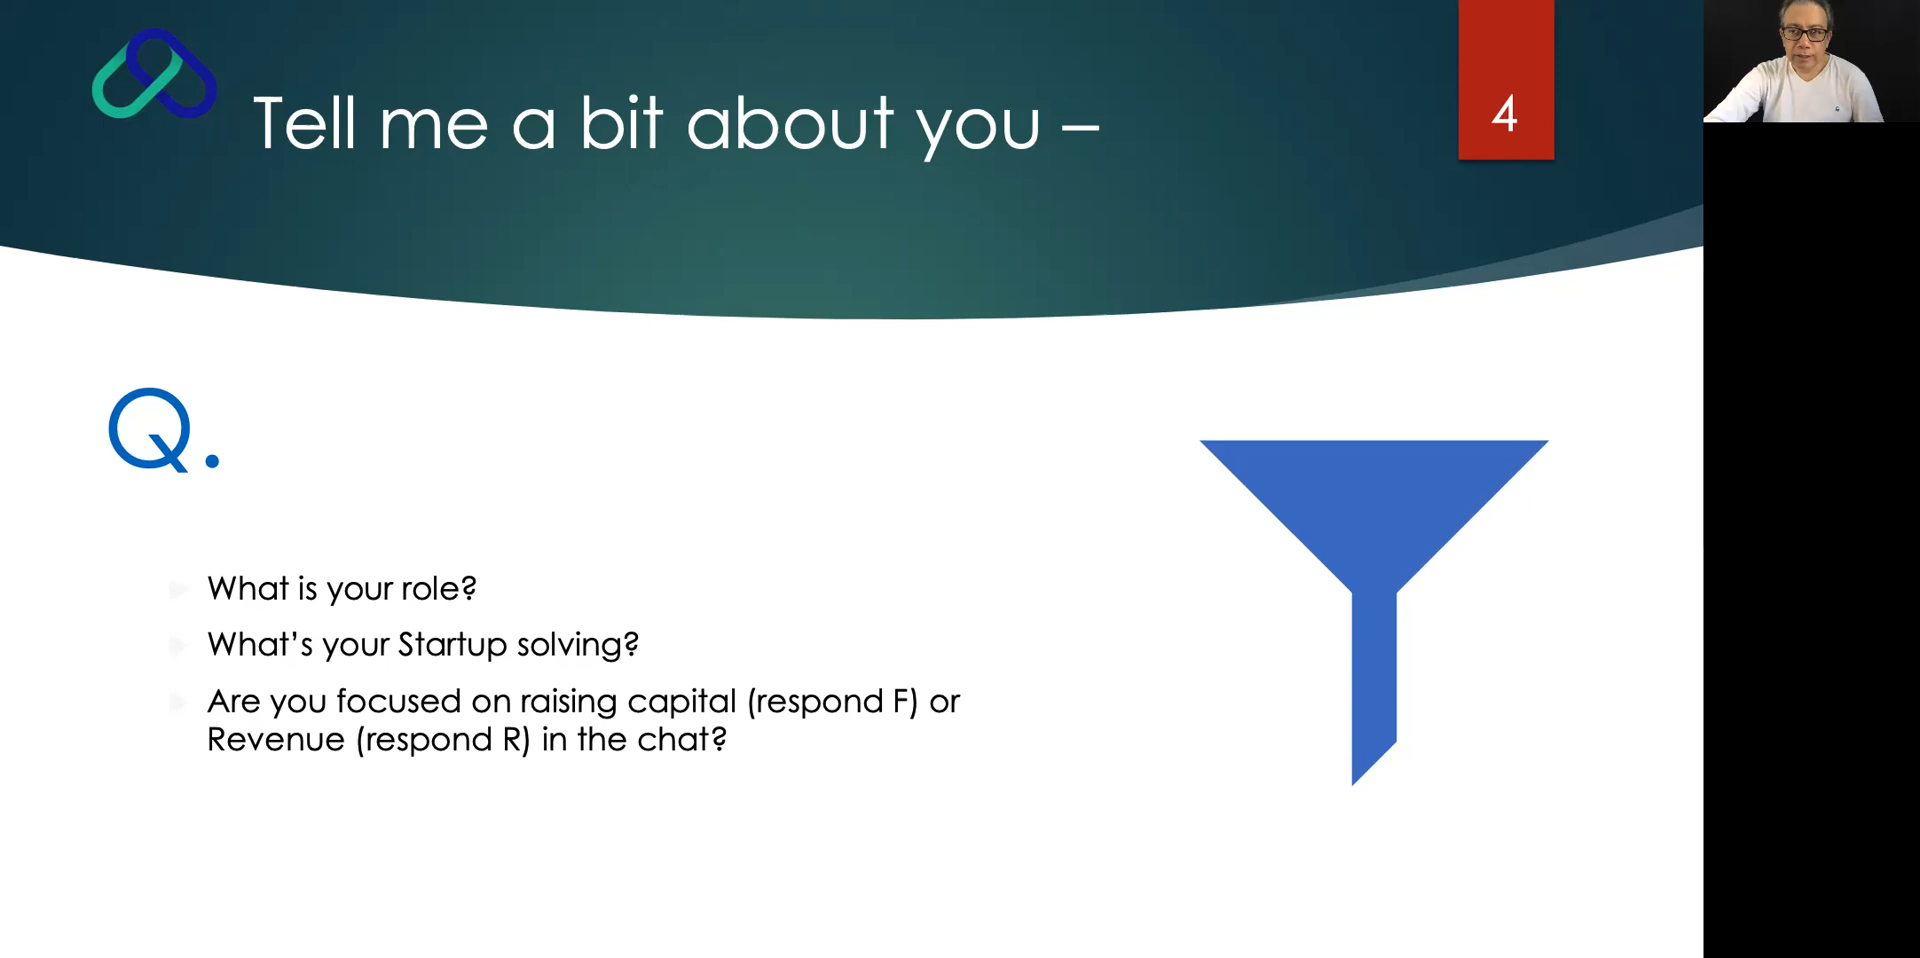 Tell me a bit about you –
4
Q.
What is your role?
What’s your Startup solving?
Are you focused on raising capital (respond F) or
Revenue (respond R) in the chat?